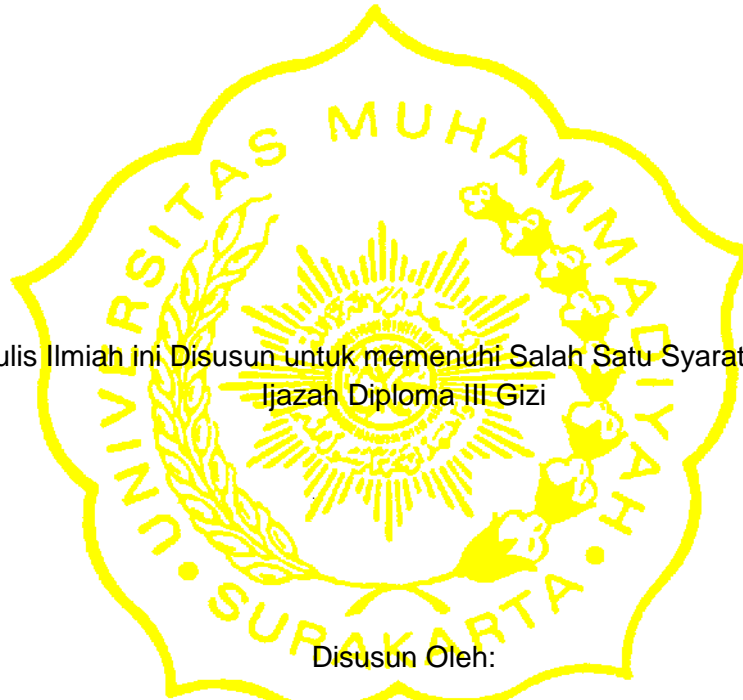 UNIVERSITAS MUHAMMADIYAH
ulis Ilmiah ini Disusun untuk memenuhi Salah Satu Syarat
Ijazah Diploma III Gizi
SURAKARTA
Disusun Oleh: